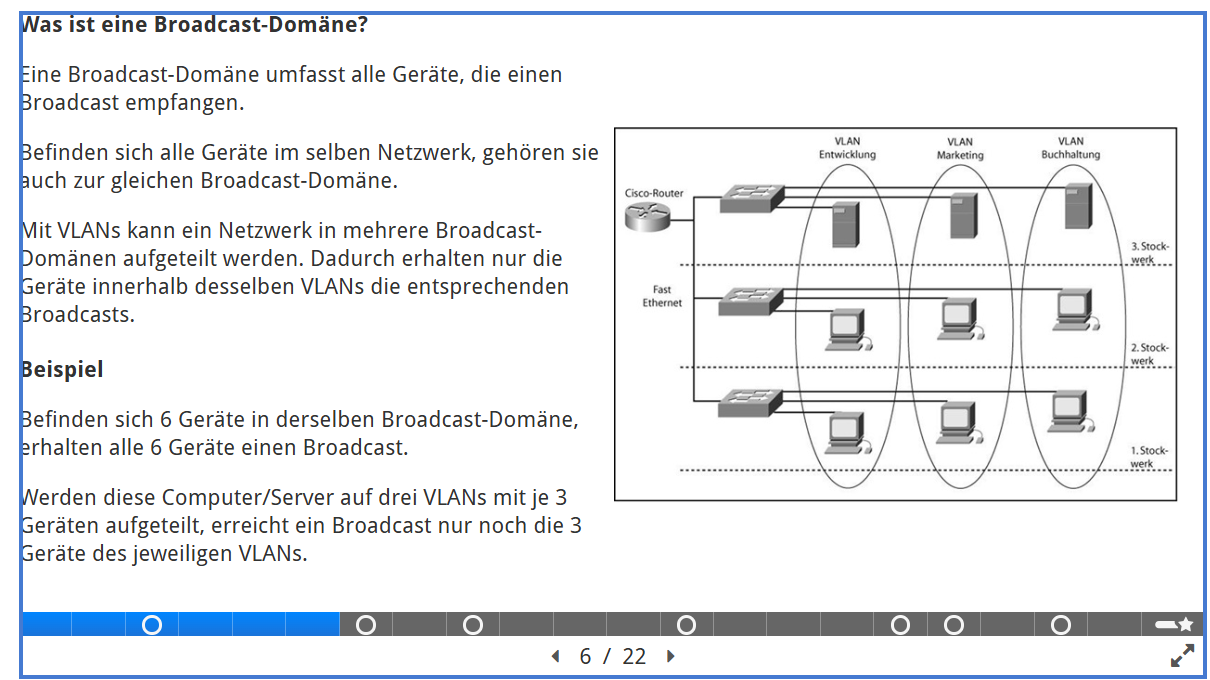 Was ist eine Broadcast-Domäne?
Eine Broadcast-Domäne umfasst alle Geräte, die einen
Broadcast empfangen.
Befinden sich alle Geräte im selben Netzwerk, gehören sie
auch zur gleichen Broadcast-Domäne.
Mit VLANs kann ein Netzwerk in mehrere Broadcast-
Domänen aufgeteilt werden. Dadurch erhalten nur die
Geräte innerhalb desselben VLANs die entsprechenden
Broadcasts.
Beispiel
Befinden sich 6 Geräte in derselben Broadcast-Domäne,
erhalten alle 6 Geräte einen Broadcast.
Werden diese Computer/Server auf drei VLANs mit je 3
Geräten aufgeteilt, erreicht ein Broadcast nur noch die 3
Geräte des jeweiligen VLANs.
VLAN
Entwicklung
VLAN
Marketing
VLAN
Buchhaltung
Cisco-Router
3. Stock-
werk
Fast
Ethernet
2. Stock-
werk
1. Stock-
werk
6 / 22